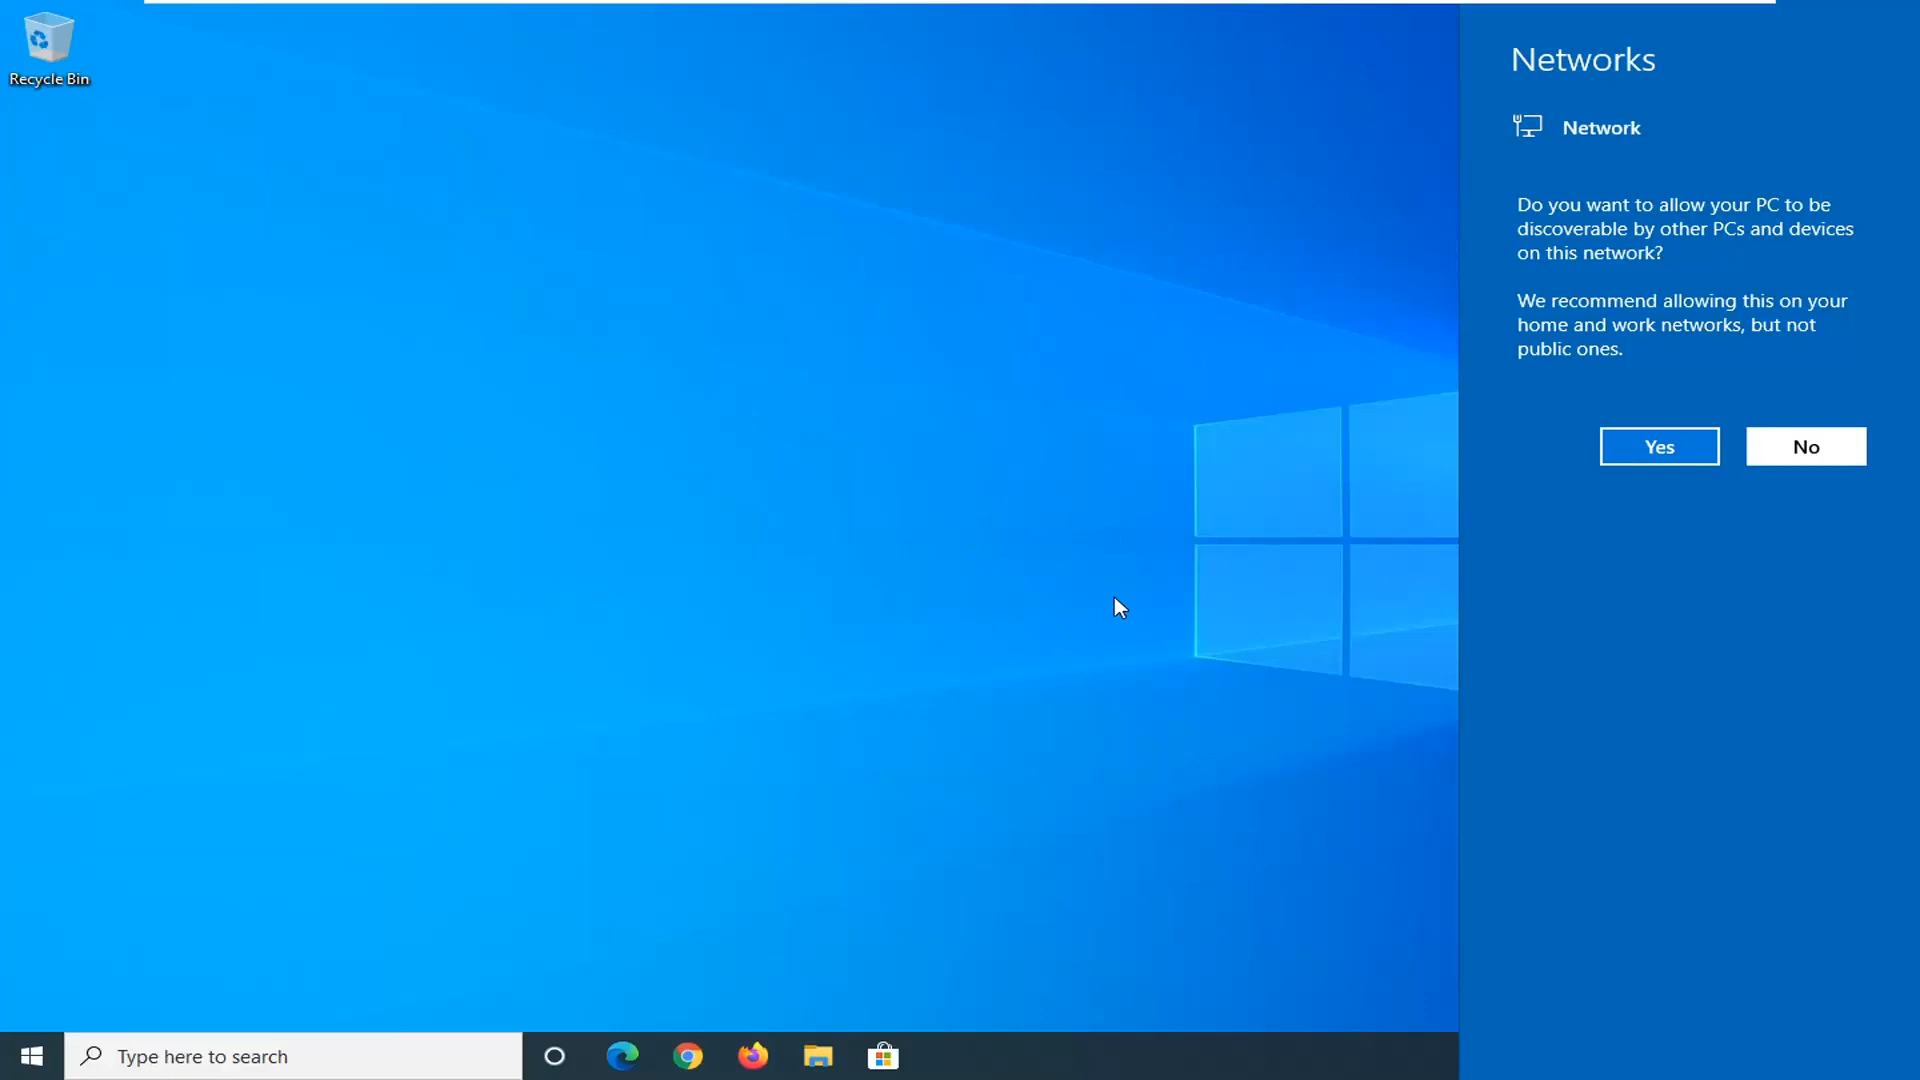 Recycle Bin
Networks
Network
Do you want to allow your PC to be
discoverable by other PCs and devices
on this network?
We recommend allowing this on your
home and work networks, but not
public ones.
Yes
No
Type here to search